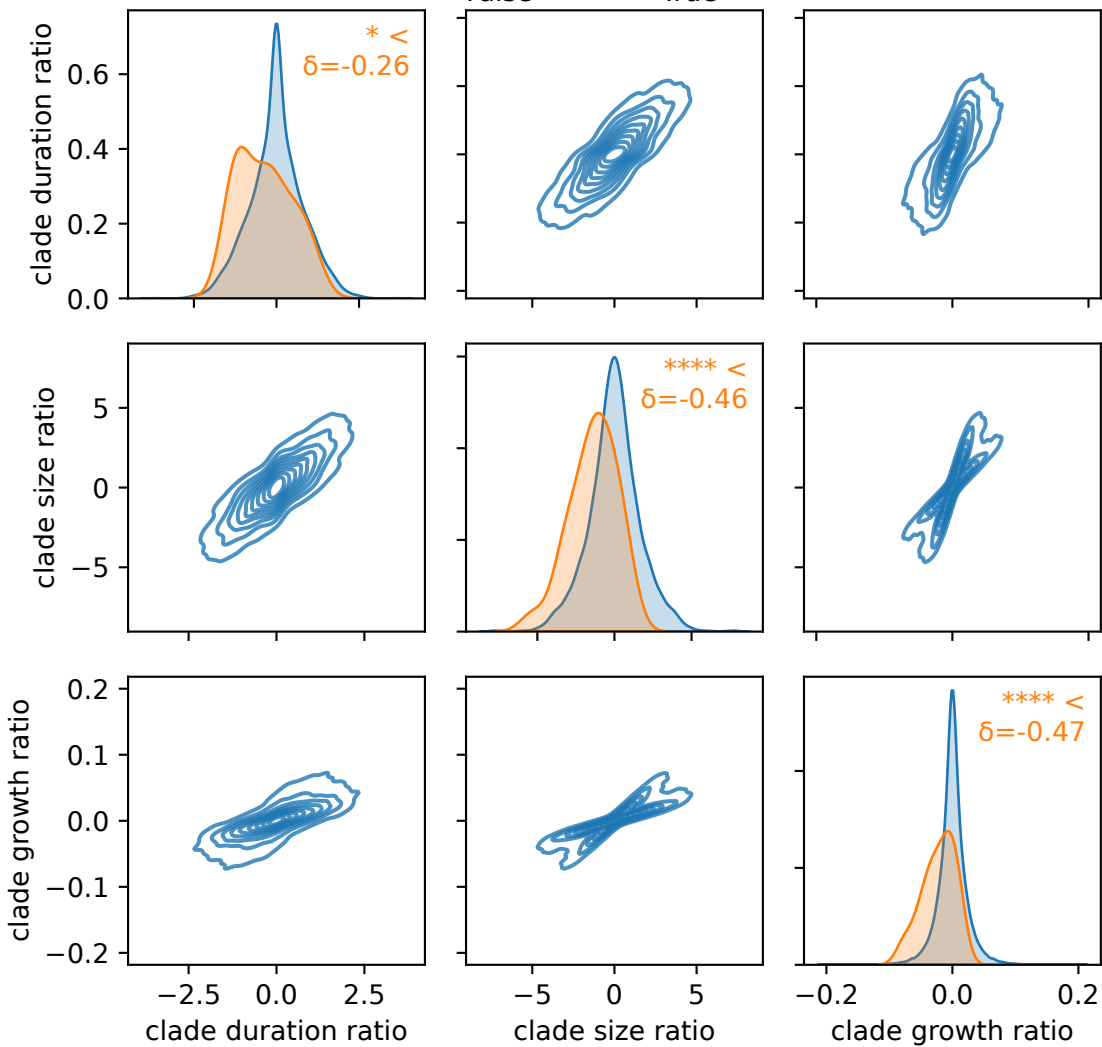 * <
δ=-0.26
clade duration ratio
0.6
0.4
0.2
0.0
**** <
δ=-0.46
clade size ratio
5
0
−5
**** <
δ=-0.47
clade growth ratio
0.2
0.1
0.0
−0.1
−0.2
−2.5 0.0 2.5
−5 0 5
−0.2 0.0 0.2
clade duration ratio
clade size ratio
clade growth ratio